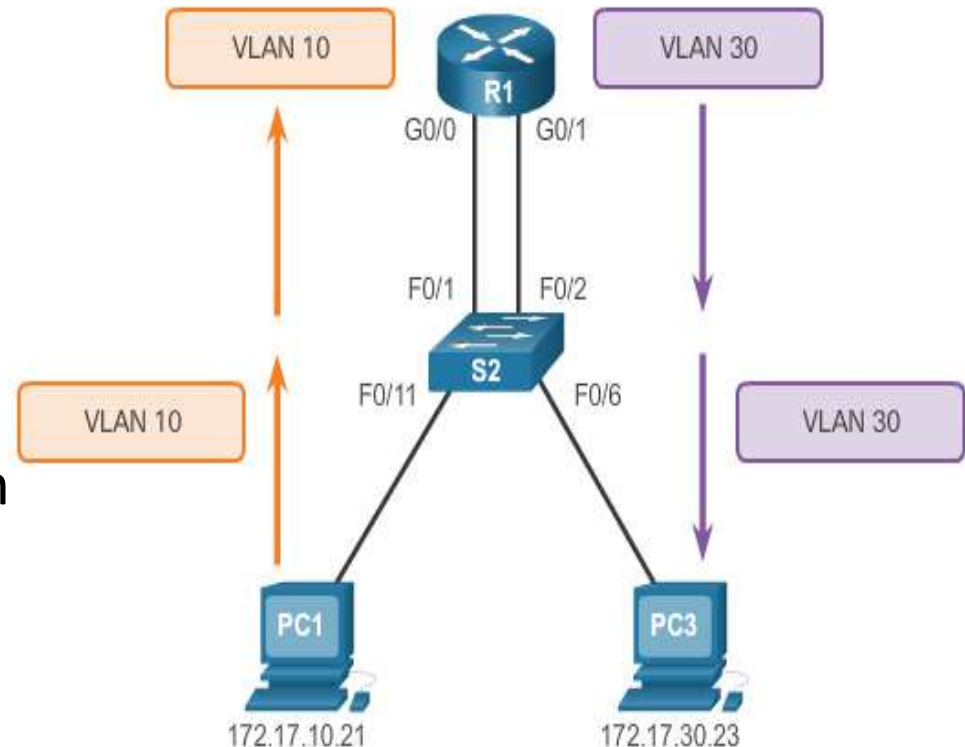 VLAN 10
VLAN 30
R1
G0/0
G0/1
F0/1
F0/2
S2
F0/11
F0/6
VLAN 10
VLAN 30
n
PC1
PC3
172.17.10.21
172.17.30.23